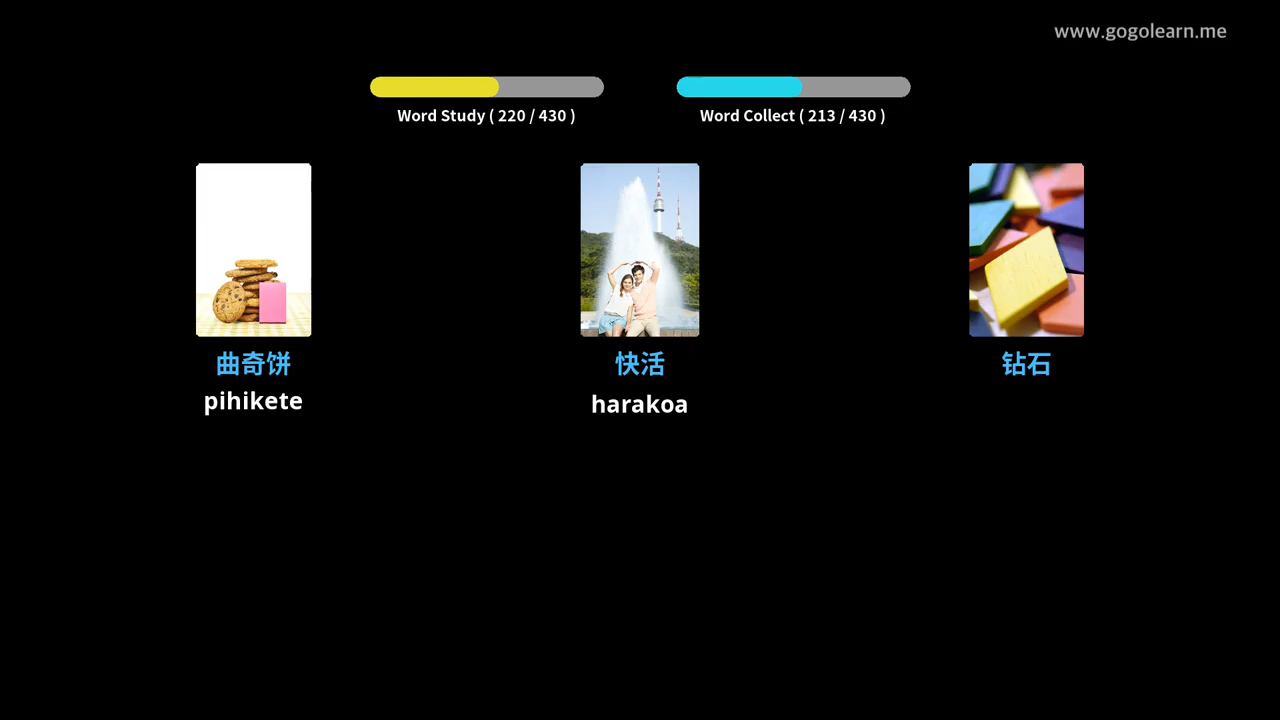 www.gogolearn.me
Word Study ( 220 / 430 )
Word Collect ( 213 / 430 )
曲奇饼
pihikete
快活
harakoa
钻石